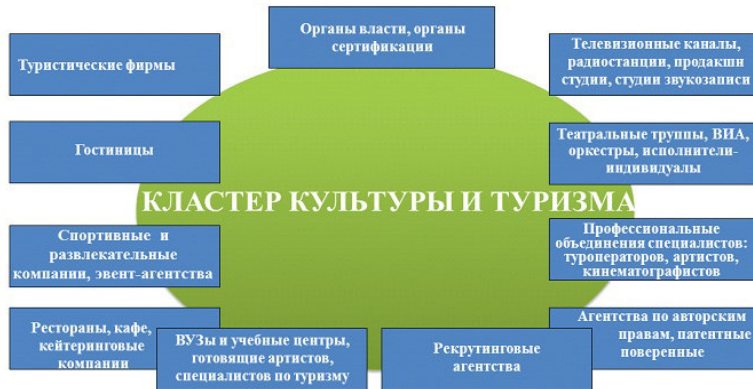 Органы власти, органы
сертификации
Туристические фирмы
Телевизионные каналы,
радиостанции, продакшн
студии, студии звукозаписи
Гостиницы
Театральные труппы, ВИА,
оркестры, исполнители-
индивидуалы
КЛАСТЕР КУЛЬТУРЫ И ТУРИЗМА
Спортивные и
развлекательные
компании, эвент-агентства
Профессиональные
объединения специалистов:
туроператоров, артистов,
кинематографистов
Рестораны, кафе,
кейтеринговые
компании
ВУЗы и учебные центры,
готовящие артистов,
специалистов по туризму
Рекрутинговые
агентства
Агентства по авторским
правам, патентные
поверенные